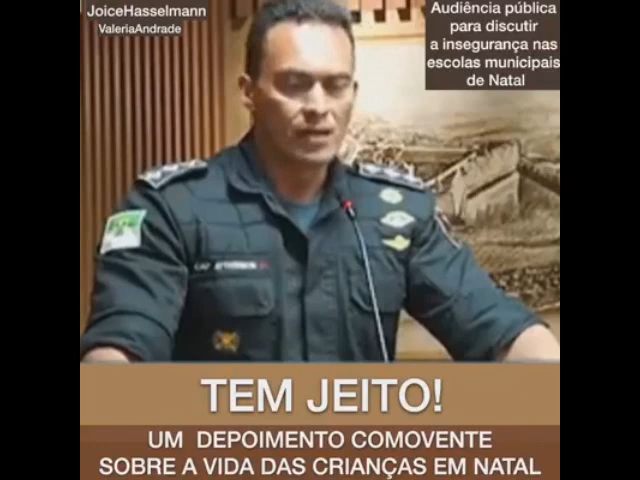 JoiceHasselmann
ValeriaAndrade
Audiência pública
para discutir
a insegurança nas
escolas municipais
de Natal
TEM JEITO!
UM DEPOIMENTO COMOVENTE
SOBRE A VIDA DAS CRIANÇAS EM NATAL